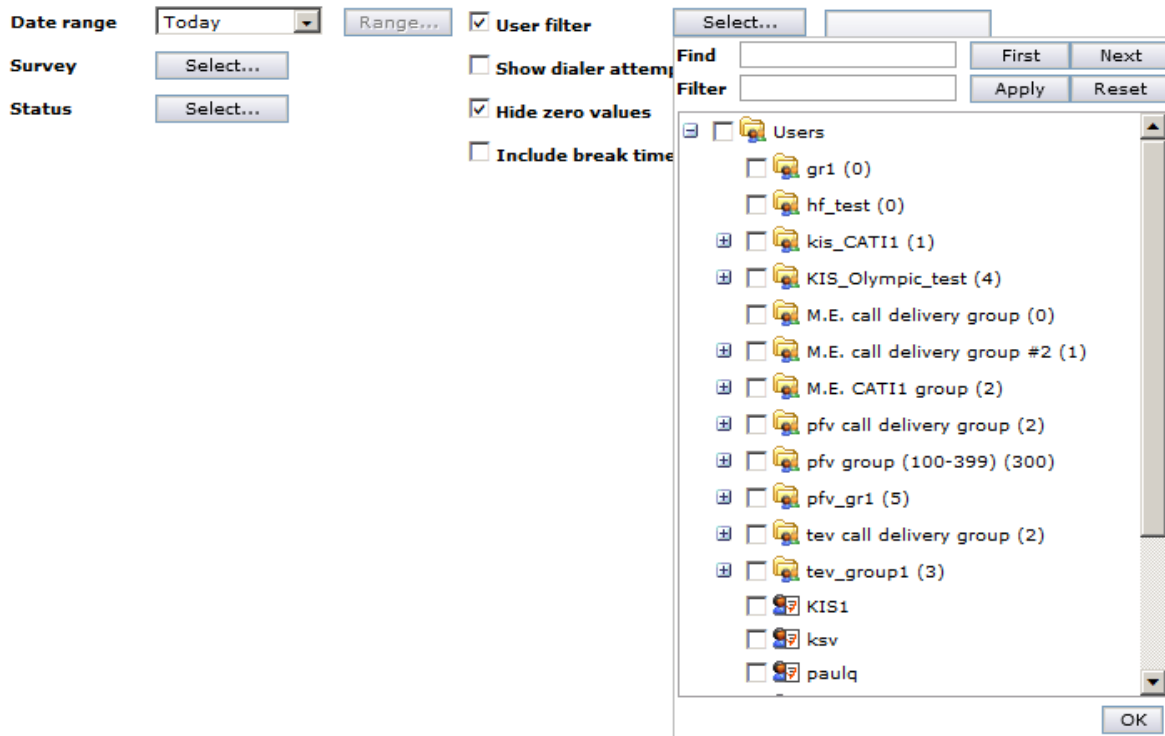 Date range Today Range... User filter Select...
Find First Next
Survey Select... Show dialer attemp
Filter Apply Reset
Status Select... Hide zero values
Users
Include break time
gr1 (0)
hf_test (0)
kis_CATI1 (1)
KIS_Olympic_test (4)
M.E. call delivery group (0)
M.E. call delivery group #2 (1)
M.E. CATI1 group (2)
pfv call delivery group (2)
pfv group (100-399) (300)
pfv_gr1 (5)
tev call delivery group (2)
tev_group1 (3)
KIS1
ksv
paulq
OK